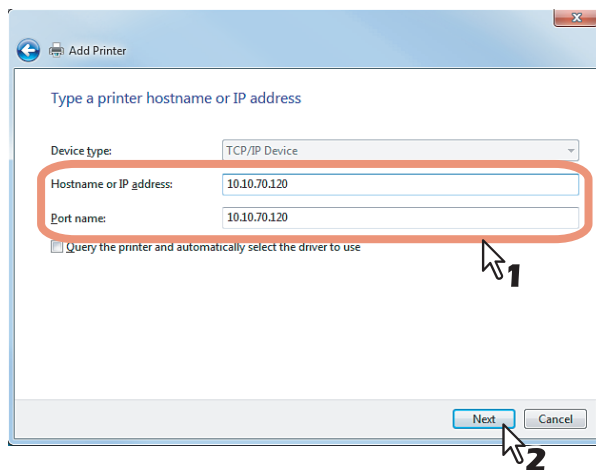 Add Printer
Type a printer hostname or IP address
Device type: TCP/IP Device
Hostname or IP address: 10.10.70.120
Port name: 10.10.70.120
Query the printer and automatically select the driver to use
1
Next Cancel
2